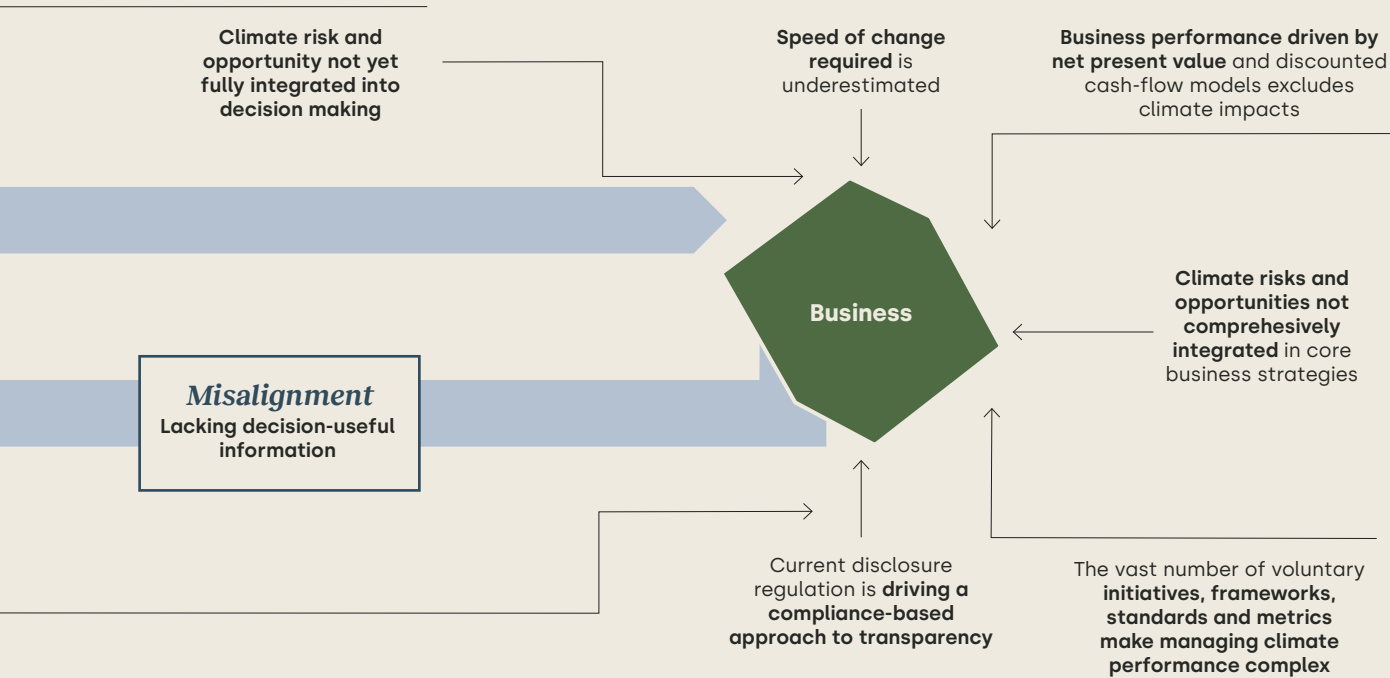 Climate risk and
opportunity not yet
fully integrated into
decision making
Speed of change
required is
underestimated
Business performance driven by
net present value and discounted
cash-flow models excludes
climate impacts
Business
Climate risks and
opportunities not
comprehesively
integrated in core
business strategies
Misalignment
Lacking decision-useful
information
Current disclosure
regulation is driving a
compliance-based
approach to transparency
The vast number of voluntary
initiatives, frameworks,
standards and metrics
make managing climate
performance complex